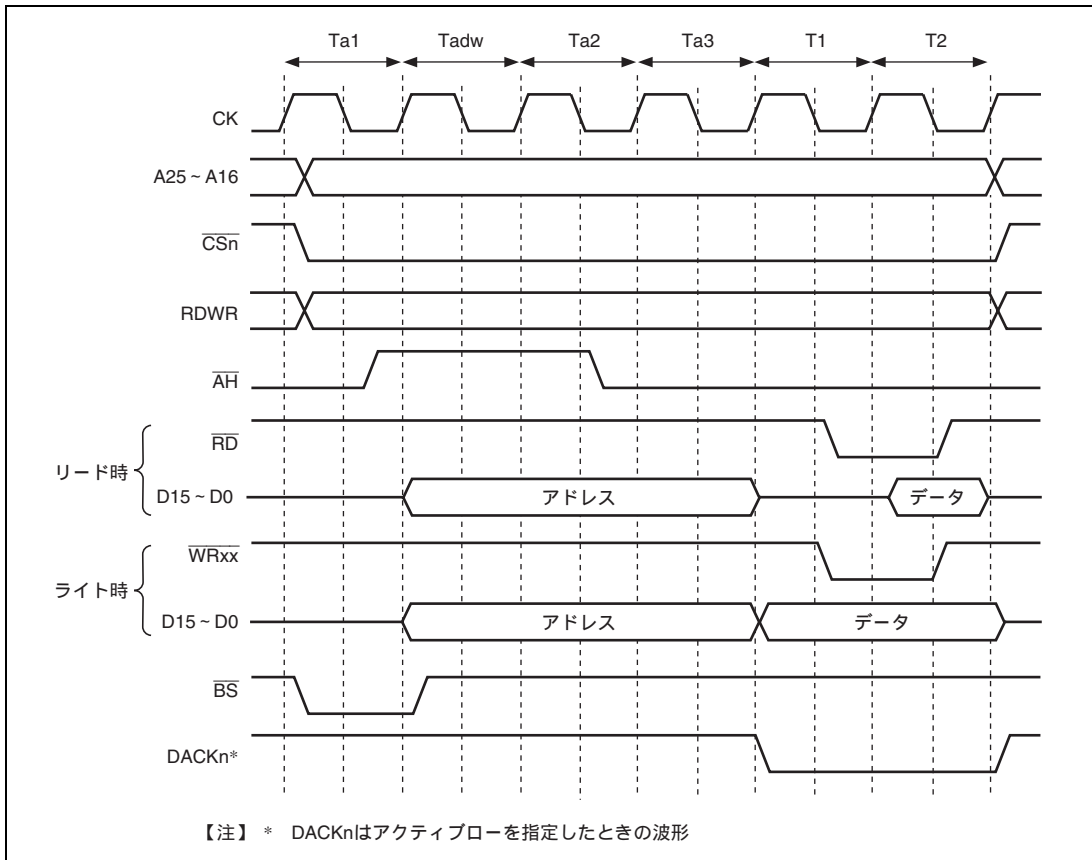 Ta1 Tadw Ta2 Ta3 T1 T2
CK
A25～A16
CSn
RDWR
AH
RD
リード時
D15～D0 アドレス データ
WRxx
ライト時
D15～D0 アドレス データ
BS
DACKn*
【注】 * DACKnはアクティブローを指定したときの波形